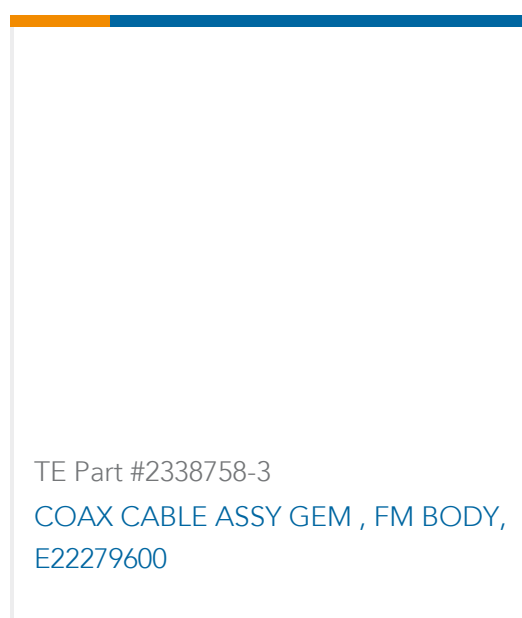 TE Part #2338758-3
COAX CABLE ASSY GEM , FM BODY,
E22279600